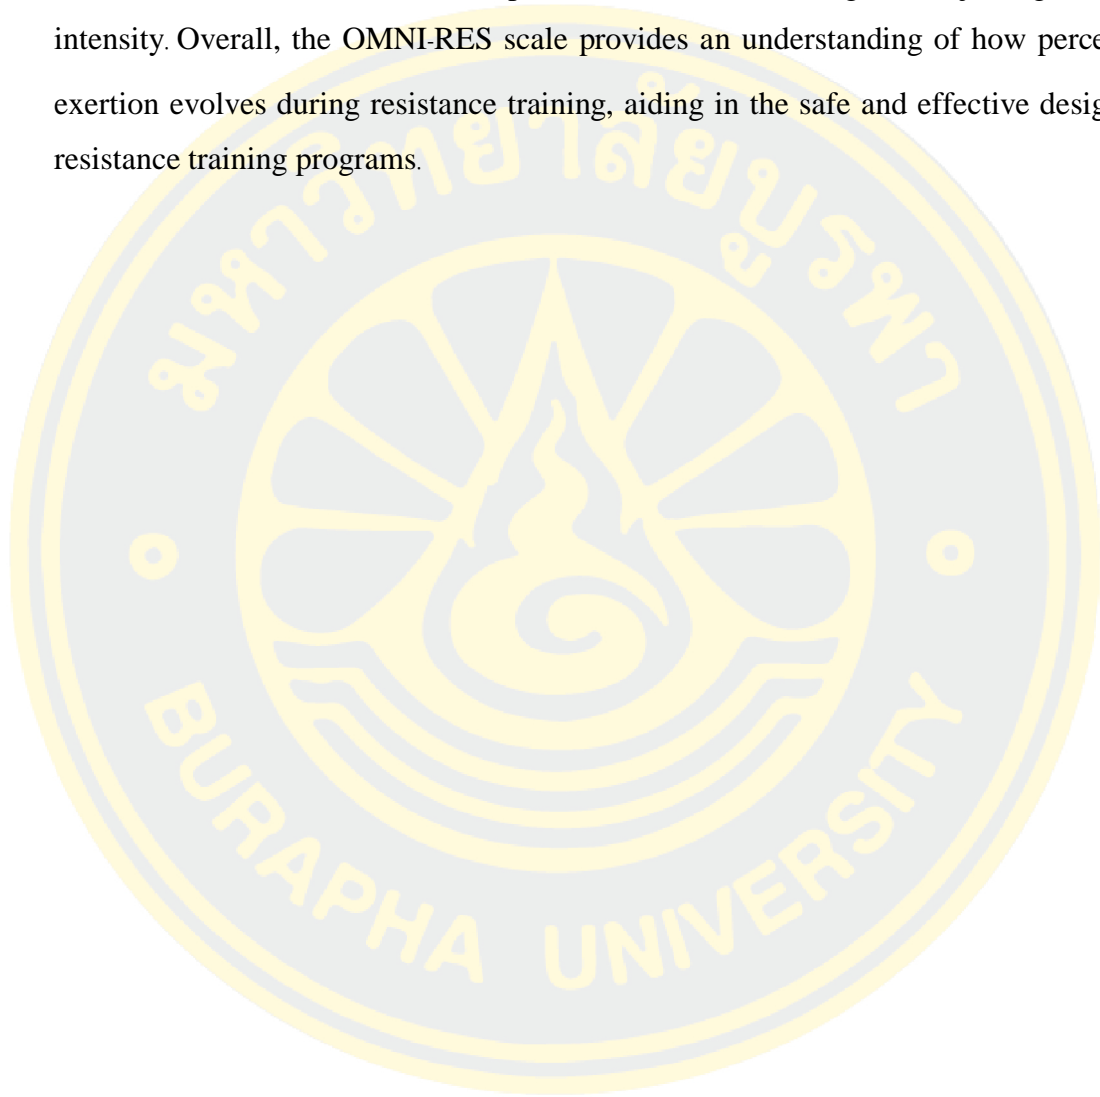 intensity. Overall, the OMNI-RES scale provides an understanding of how perce
exertion evolves during resistance training, aiding in the safe and effective desig
resistance training programs.
มหาวิทยาลัยบูรพา
BURAPHA UNIVERSITY